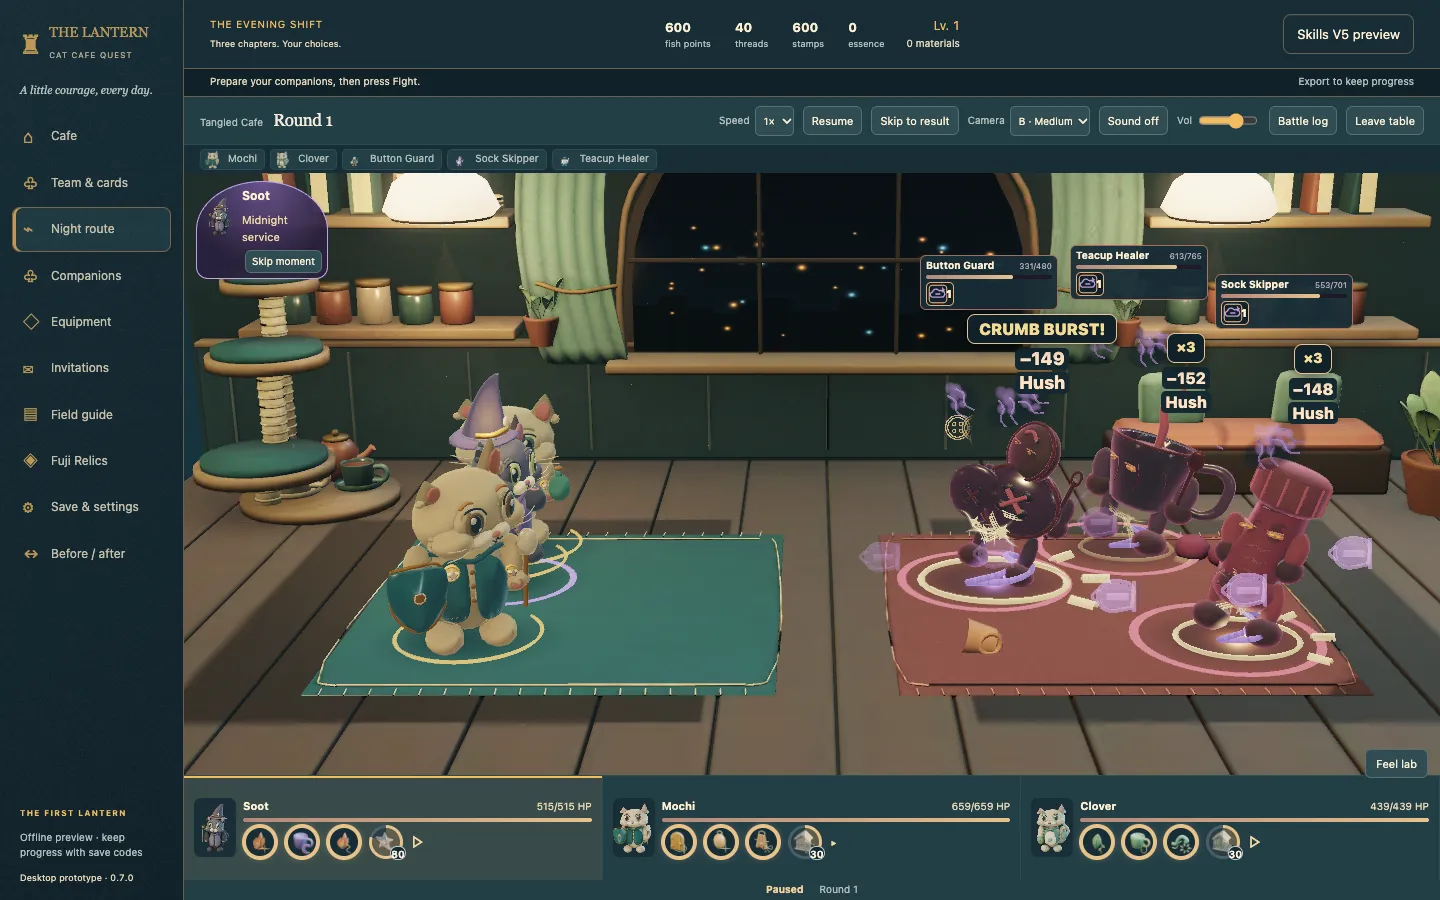 THE LANTERN
CAT CAFE QUEST
A little courage, every day.
Cafe
Team & cards
Night route
Companions
Equipment
Invitations
Field guide
Fuji Relics
Save & settings
Before / after
THE FIRST LANTERN
Offline preview · keep
progress with save codes
Desktop prototype · 0.7.0
THE EVENING SHIFT
Three chapters. Your choices.
600
fish points
40
threads
600
stamps
0
essence
Lv. 1
0 materials
Skills V5 preview
Prepare your companions, then press Fight.
Export to keep progress
Tangled Cafe
Round 1
Speed
1x
Resume
Skip to result
Camera
B · Medium
Sound off
Vol
Battle log
Leave table
Mochi
Clover
Button Guard
Sock Skipper
Teacup Healer
Soot
Midnight
service
Skip moment
Button Guard
331/480
1
Teacup Healer
613/765
1
Sock Skipper
553/701
1
CRUMB BURST!
−149
Hush
×3
−152
Hush
×3
−148
Hush
Feel lab
Soot
515/515 HP
80
Mochi
659/659 HP
30
Clover
439/439 HP
30
Paused
Round 1